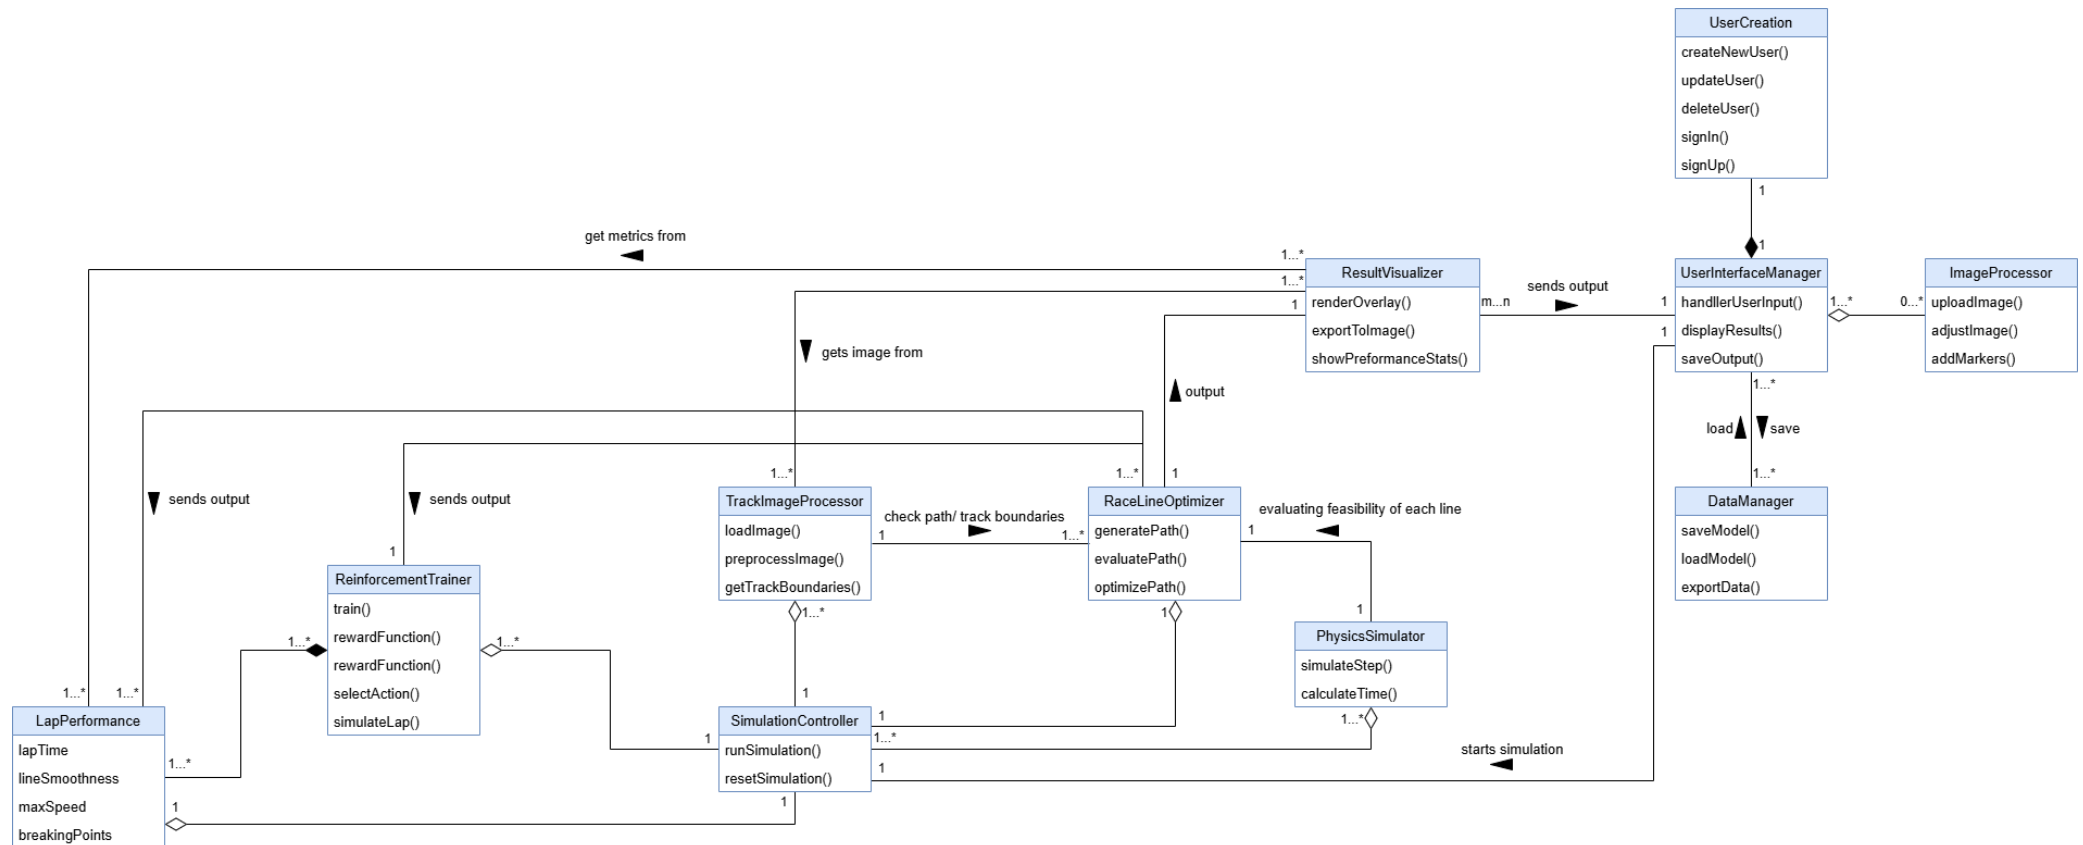 UserCreation
createNewUser()
updateUser()
deleteUser()
signIn()
signUp()
1
1
get metrics from
1...*
ResultVisualizer
renderOverlay()
exportToImage()
showPreformanceStats()
1...*
1
m...n
sends output
1
1
UserInterfaceManager
handllerUserInput()
displayResults()
saveOutput()
1...*
0...*
ImageProcessor
uploadImage()
adjustImage()
addMarkers()
gets image from
output
1...*
load
save
1...*
DataManager
saveModel()
loadModel()
exportData()
sends output
sends output
1...*
TrackImageProcessor
loadImage()
preprocessImage()
getTrackBoundaries()
check path/ track boundaries
1
1...*
1...*
1
RaceLineOptimizer
generatePath()
evaluatePath()
optimizePath()
evaluating feasibility of each line
1
1
1
ReinforcementTrainer
train()
rewardFunction()
rewardFunction()
selectAction()
simulateLap()
1...*
1...*
1...*
1
PhysicsSimulator
simulateStep()
calculateTime()
1...*
1...*
1...*
LapPerformance
lapTime
lineSmoothness
maxSpeed
breakingPoints
1...*
1
1
1
SimulationController
runSimulation()
resetSimulation()
1
1...*
1
1
starts simulation